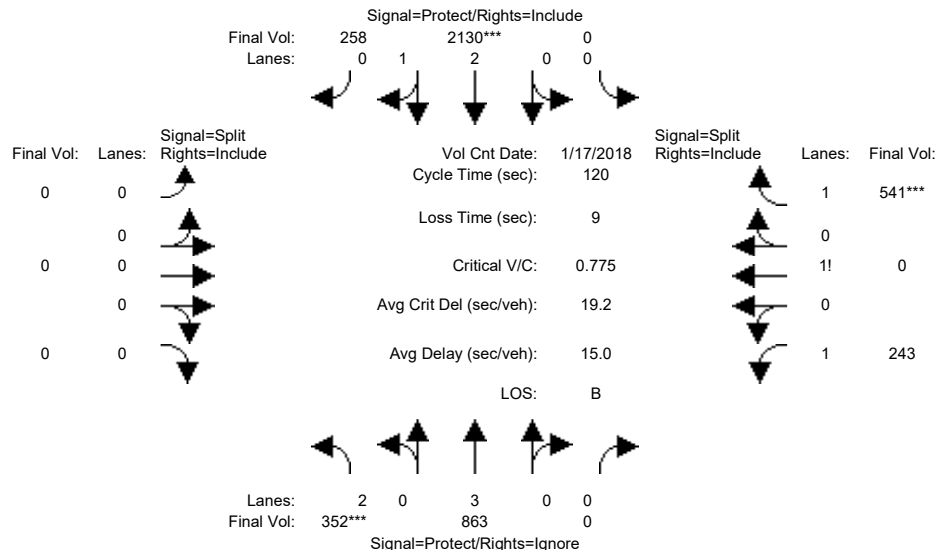 Signal=Protect/Rights=Include
Final Vol: 258 2130*** 0
Lanes: 0 1 2 0 0
Signal=Split Signal=Split
Final Vol: Lanes: Rights=Include Vol Cnt Date: 1/17/2018 Rights=Include Lanes: Final Vol:
Cycle Time (sec): 120
0 0 1 541***
Loss Time (sec): 9
0 0
0 0 Critical V/C: 0.775 1! 0
0 Avg Crit Del (sec/veh): 19.2 0
0 0 Avg Delay (sec/veh): 15.0 1 243
LOS: B
Lanes: 2 0 3 0 0
Final Vol: 352*** 863 0
Signal=Protect/Rights=Ignore